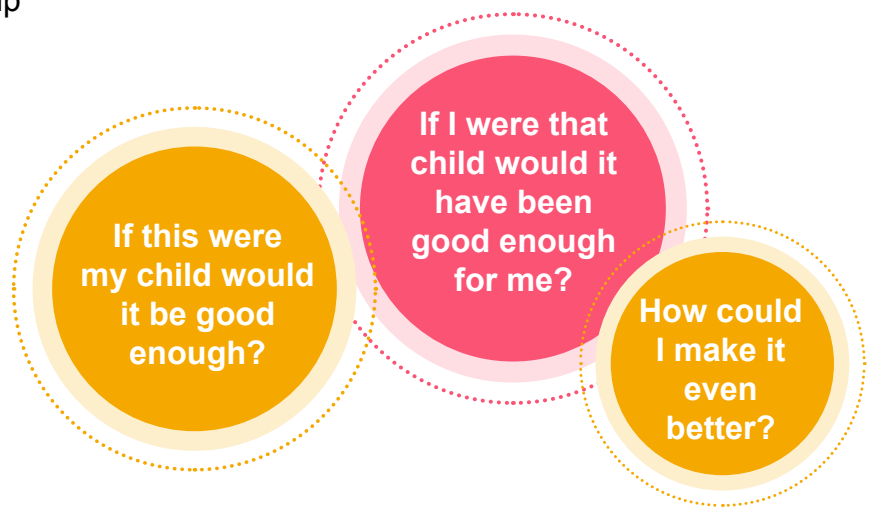 If this were
my child would
it be good
enough?
If I were that
child would it
have been
good enough
for me?
How could
I make it
even
better?